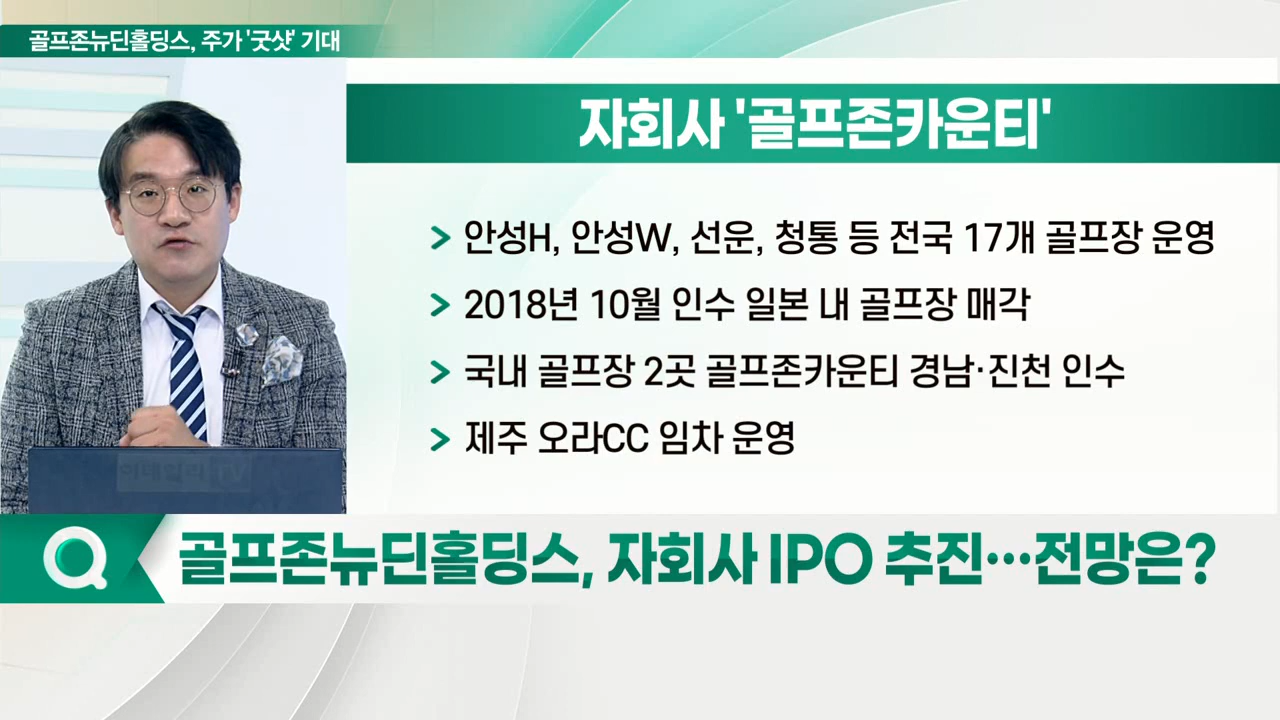 골프존뉴딘홀딩스, 주가 '굿샷' 기대
자회사 '골프존카운티'
> 안성H, 안성W, 선운, 청통 등 전국 17개 골프장 운영
> 2018년 10월 인수 일본 내 골프장 매각
> 국내 골프장 2곳 골프존카운티 경남·진천 인수
> 제주 오라CC 임차 운영
이데일리 TV
Q 골프존뉴딘홀딩스, 자회사 IPO 추진…전망은?